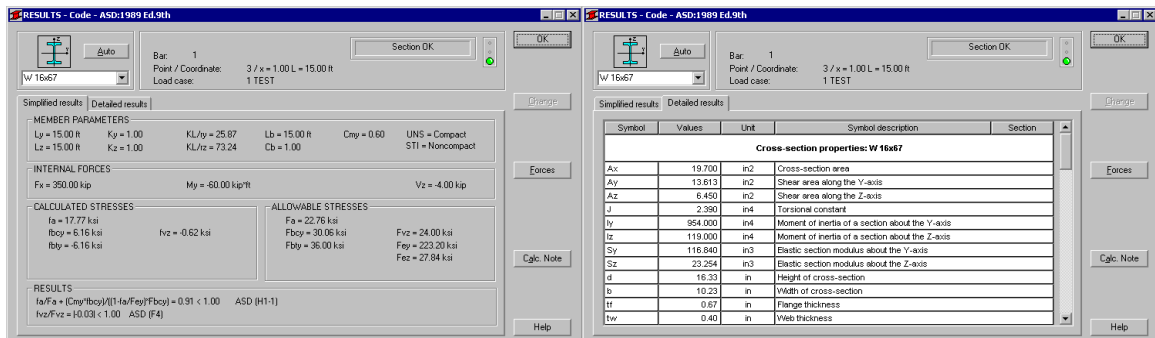 RESULTS - Code - ASD:1989 Ed.9th
Auto
W 16x67
Bar: 1
Point / Coordinate: 3 / x = 1.00 L = 15.00 ft
Load case: 1 TEST
Section OK
OK
Change
Forces
Calc. Note
Help
Simplified results Detailed results
MEMBER PARAMETERS
Ly = 15.00 ft Ky = 1.00 KL/ry = 25.87 Lb = 15.00 ft Cmy = 0.60 UNS = Compact
Lz = 15.00 ft Kz = 1.00 KL/rz = 73.24 Cb = 1.00 STI = Noncompact
INTERNAL FORCES
Fx = 350.00 kip My = -60.00 kip*ft Vz = -4.00 kip
CALCULATED STRESSES
fa = 17.77 ksi
fbcy = 6.16 ksi fvz = -0.62 ksi
fbty = -6.16 ksi
ALLOWABLE STRESSES
Fa = 22.76 ksi
Fbcy = 30.06 ksi Fvz = 24.00 ksi
Fbty = 36.00 ksi Fey = 223.20 ksi
Fez = 27.84 ksi
RESULTS
fa/Fa + (Cmy*fbcy)/((1-fa/Fey)*Fbcy) = 0.91 < 1.00 ASD (H1-1)
fvz/Fvz = |-0.03| < 1.00 ASD (F4)
RESULTS - Code - ASD:1989 Ed.9th
Auto
W 16x67
Bar: 1
Point / Coordinate: 3 / x = 1.00 L = 15.00 ft
Load case: 1 TEST
Section OK
OK
Change
Forces
Calc. Note
Help
Simplified results Detailed results
Symbol Values Unit Symbol description Section
Cross-section properties: W 16x67
Ax 19.700 in2 Cross-section area
Ay 13.613 in2 Shear area along the Y-axis
Az 6.450 in2 Shear area along the Z-axis
J 2.390 in4 Torsional constant
Iy 954.000 in4 Moment of inertia of a section about the Y-axis
Iz 119.000 in4 Moment of inertia of a section about the Z-axis
Sy 116.840 in3 Elastic section modulus about the Y-axis
Sz 23.254 in3 Elastic section modulus about the Z-axis
d 16.33 in Height of cross-section
b 10.23 in Width of cross-section
tf 0.67 in Flange thickness
tw 0.40 in Web thickness